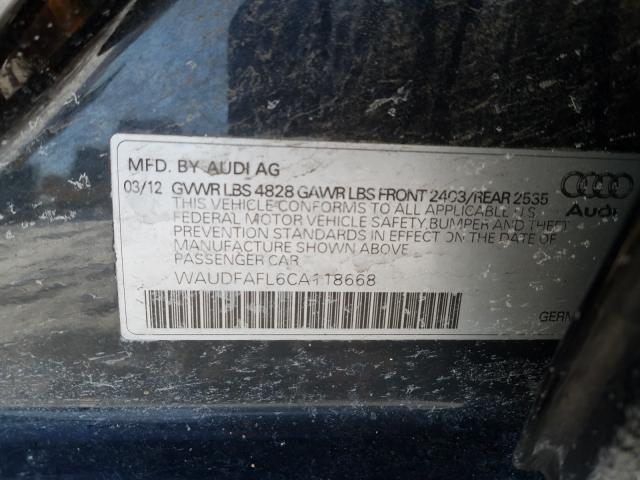 MFD. BY AUDI AG
03/12 GVWR LBS 4828 GAWR LBS FRONT 2403/REAR 2535
THIS VEHICLE CONFORMS TO ALL APPLICABLE U.S.
FEDERAL MOTOR VEHICLE SAFETY, BUMPER AND THEFT
PREVENTION STANDARDS IN EFFECT ON THE DATE OF
MANUFACTURE SHOWN ABOVE
PASSENGER CAR
WAUDFAFL6CA118668
Audi
GERM